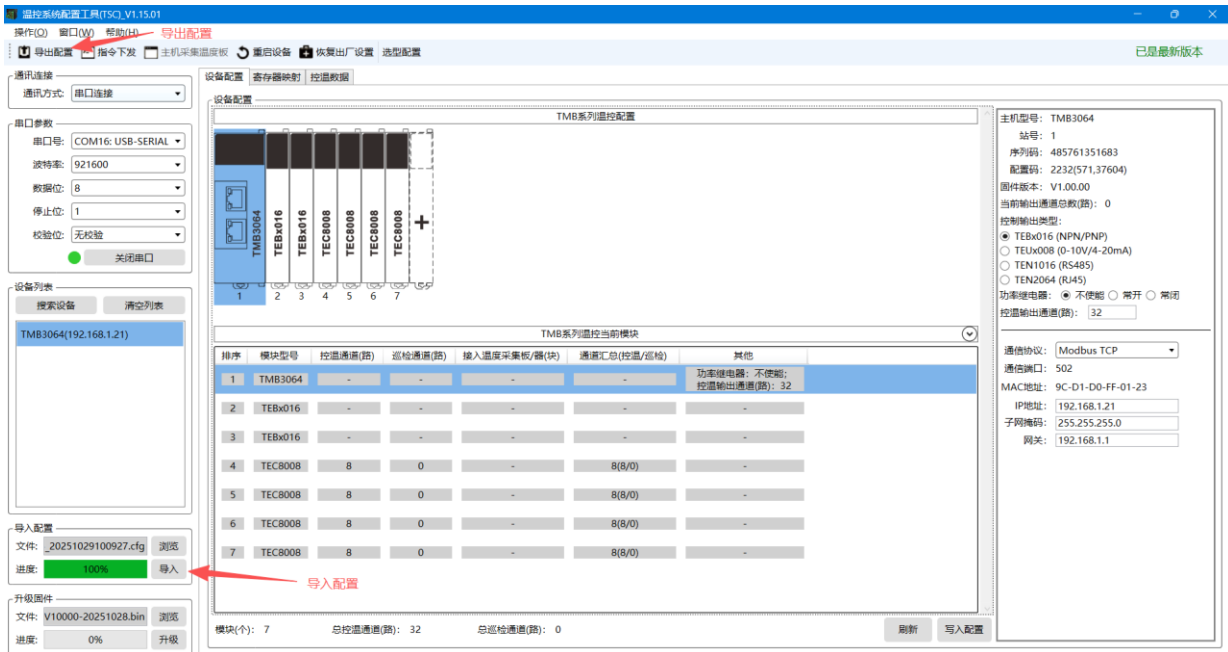 温控系统配置工具(TSC)_V1.15.01
操作(O) 窗口(W) 帮助(H)
导出配置
导出配置 指令下发 主机采集温度板 重启设备 恢复出厂设置 选型配置
已是最新版本
通讯连接
通讯方式: 串口连接
串口参数
串口号: COM16: USB-SERIAL
波特率: 921600
数据位: 8
停止位: 1
校验位: 无校验
关闭串口
设备列表
搜索设备 清空列表
TMB3064(192.168.1.21)
导入配置
文件: _20251029100927.cfg 浏览
进度: 100% 导入
导入配置
升级固件
文件: V10000-20251028.bin 浏览
进度: 0% 升级
设备配置 寄存器映射 控温数据
设备配置
TMB系列温控配置
TMB3064 TEBx016 TEBx016 TEC8008 TEC8008 TEC8008 TEC8008 +
1 2 3 4 5 6 7
TMB系列温控当前模块
排序 模块型号 控温通道(路) 巡检通道(路) 接入温度采集板/器(块) 通道汇总(控温/巡检) 其他
1 TMB3064 - - - - 功率继电器: 不使能;
控温输出通道(路): 32
2 TEBx016 - - - - -
3 TEBx016 - - - - -
4 TEC8008 8 0 - 8(8/0) -
5 TEC8008 8 0 - 8(8/0) -
6 TEC8008 8 0 - 8(8/0) -
7 TEC8008 8 0 - 8(8/0) -
模块(个): 7 总控温通道(路): 32 总巡检通道(路): 0
刷新 写入配置
主机型号: TMB3064
站号: 1
序列码: 485761351683
配置码: 2232(571,37604)
固件版本: V1.00.00
当前输出通道总数(路): 0
控制输出类型:
TEBx016 (NPN/PNP)
TEUx008 (0-10V/4-20mA)
TEN1016 (RS485)
TEN2064 (RJ45)
功率继电器: 不使能 常开 常闭
控温输出通道(路): 32
通信协议: Modbus TCP
通信端口: 502
MAC地址: 9C-D1-D0-FF-01-23
IP地址: 192.168.1.21
子网掩码: 255.255.255.0
网关: 192.168.1.1